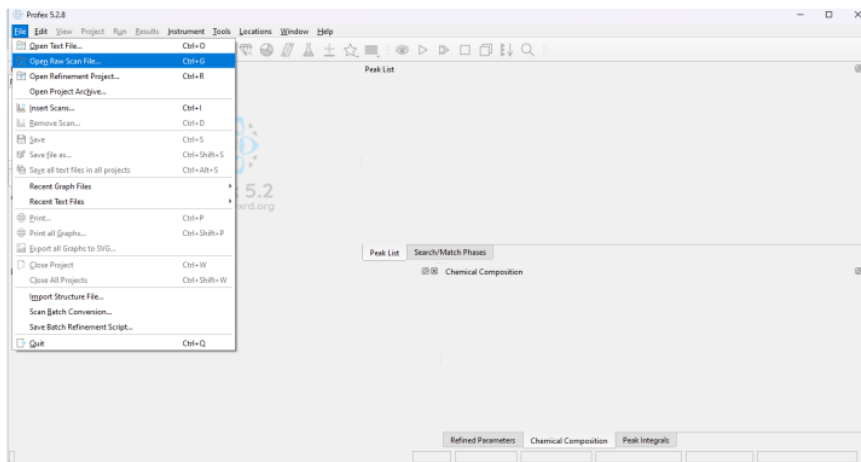 Profex 5.2.8
File Edit View Project Run Results Instrument Tools Locations Window Help
Open Text File... Ctrl+O
Open Raw Scan File... Ctrl+G
Open Refinement Project... Ctrl+R
Open Project Archive...
Insert Scans... Ctrl+I
Remove Scan... Ctrl+D
Save Ctrl+S
Save file as... Ctrl+Shift+S
Save all text files in all projects Ctrl+Alt+S
Recent Graph Files
Recent Text Files
Print... Ctrl+P
Print all Graphs... Ctrl+Shift+P
Export all Graphs to SVG...
Close Project Ctrl+W
Close All Projects Ctrl+Shift+W
Import Structure File...
Scan Batch Conversion...
Save Batch Refinement Script...
Quit Ctrl+Q
5.2
xrd.org
Peak List
Peak List Search/Match Phases
Chemical Composition
Refined Parameters Chemical Composition Peak Integrals